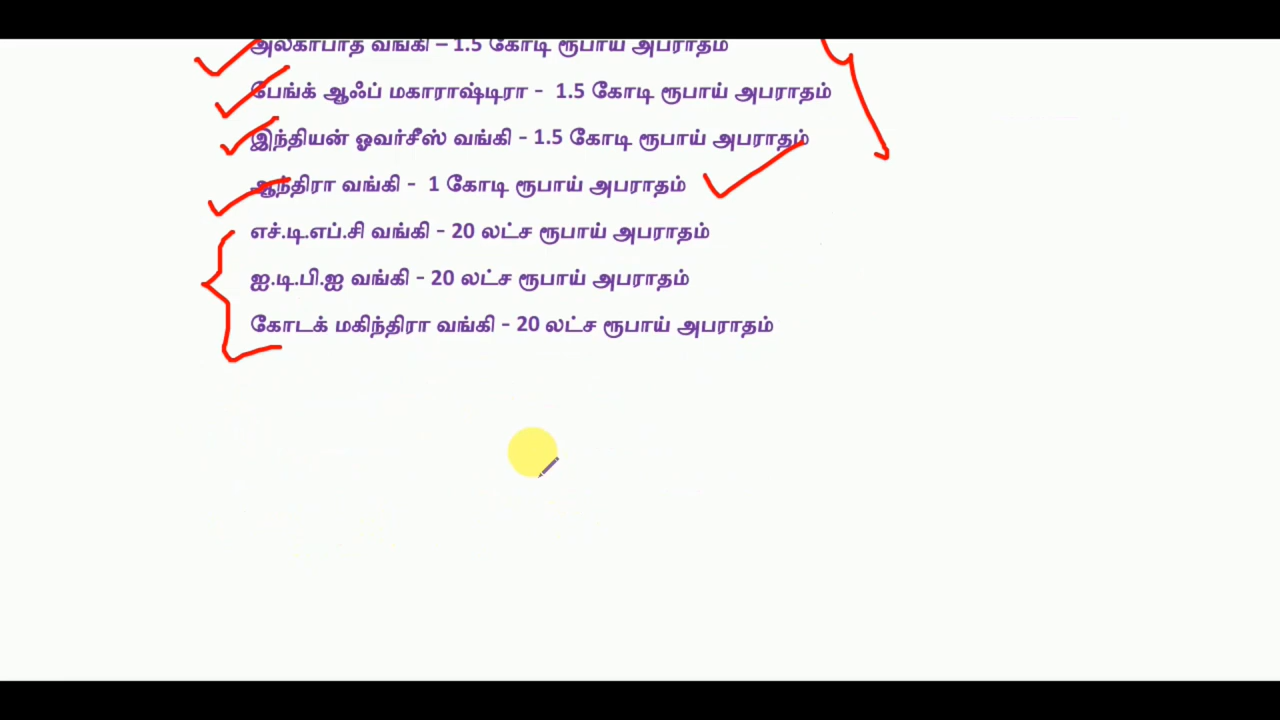 அலகாபாத் வங்கி – 1.5 கோடி ரூபாய் அபராதம்
பேங்க் ஆஃப் மகாராஷ்டிரா - 1.5 கோடி ரூபாய் அபராதம்
இந்தியன் ஓவர்சீஸ் வங்கி - 1.5 கோடி ரூபாய் அபராதம்
ஆந்திரா வங்கி - 1 கோடி ரூபாய் அபராதம்
எச்.டி.எப்.சி வங்கி - 20 லட்ச ரூபாய் அபராதம்
ஐ.டி.பி.ஐ வங்கி - 20 லட்ச ரூபாய் அபராதம்
கோடக் மகிந்திரா வங்கி - 20 லட்ச ரூபாய் அபராதம்